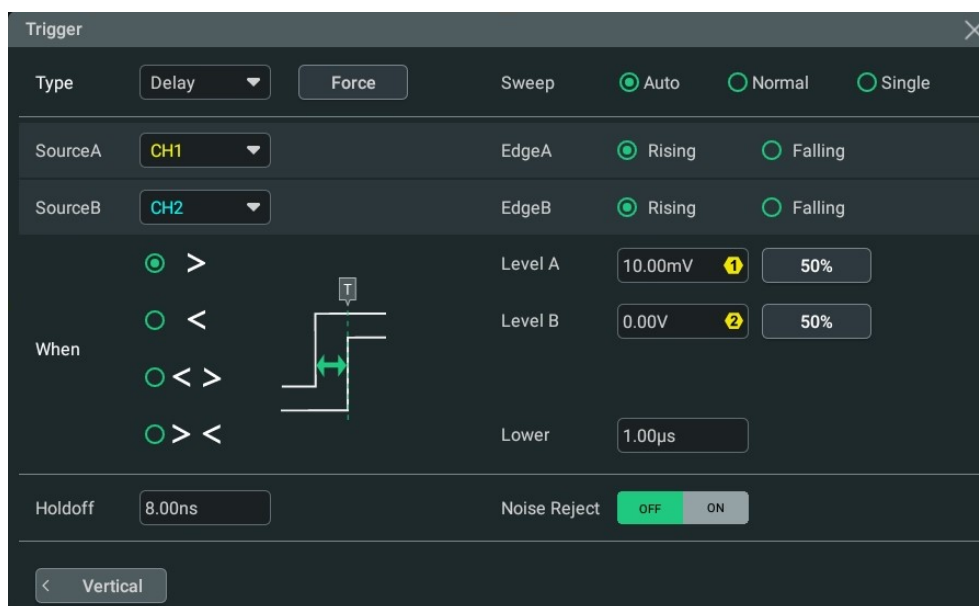 Trigger
Type Delay Force Sweep Auto Normal Single
SourceA CH1 EdgeA Rising Falling
SourceB CH2 EdgeB Rising Falling
> Level A 10.00mV 1 50%
T
< Level B 0.00V 2 50%
When
< >
> < Lower 1.00µs
Holdoff 8.00ns Noise Reject OFF ON
< Vertical